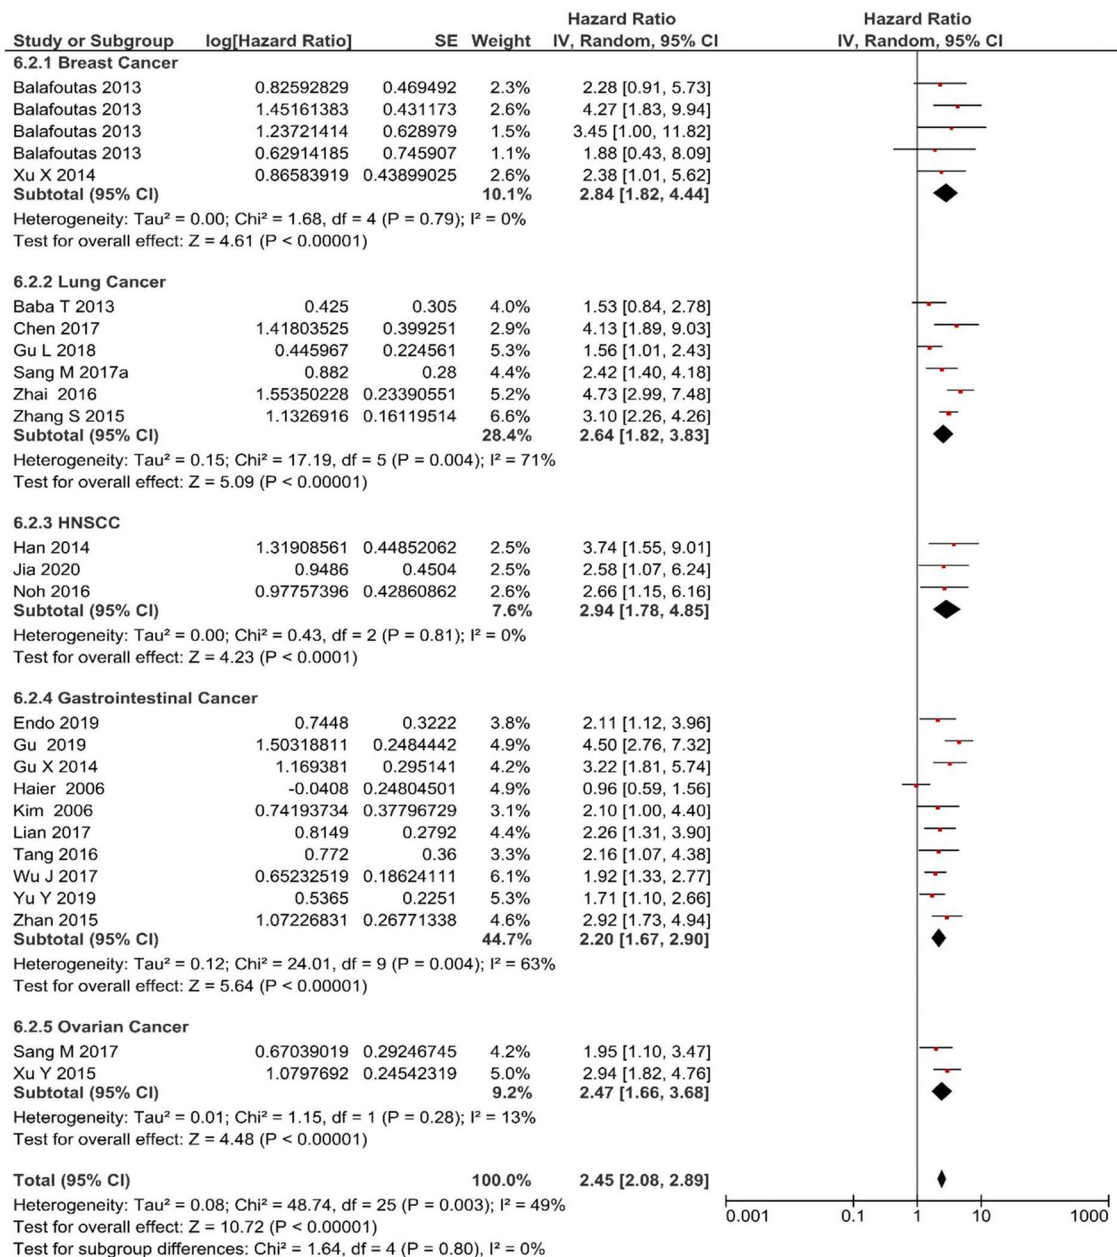 Hazard Ratio Hazard Ratio
Study or Subgroup log[Hazard Ratio] SE Weight IV, Random, 95% CI IV, Random, 95% CI
6.2.1 Breast Cancer
Balafoutas 2013 0.82592829 0.469492 2.3% 2.28 [0.91, 5.73]
Balafoutas 2013 1.45161383 0.431173 2.6% 4.27 [1.83, 9.94]
Balafoutas 2013 1.23721414 0.628979 1.5% 3.45 [1.00, 11.82]
Balafoutas 2013 0.62914185 0.745907 1.1% 1.88 [0.43, 8.09]
Xu X 2014 0.86583919 0.43899025 2.6% 2.38 [1.01, 5.62]
Subtotal (95% CI) 10.1% 2.84 [1.82, 4.44]
Heterogeneity: Tau² = 0.00; Chi² = 1.68, df = 4 (P = 0.79); I² = 0%
Test for overall effect: Z = 4.61 (P < 0.00001)
6.2.2 Lung Cancer
Baba T 2013 0.425 0.305 4.0% 1.53 [0.84, 2.78]
Chen 2017 1.41803525 0.399251 2.9% 4.13 [1.89, 9.03]
Gu L 2018 0.445967 0.224561 5.3% 1.56 [1.01, 2.43]
Sang M 2017a 0.882 0.28 4.4% 2.42 [1.40, 4.18]
Zhai 2016 1.55350228 0.23390551 5.2% 4.73 [2.99, 7.48]
Zhang S 2015 1.1326916 0.16119514 6.6% 3.10 [2.26, 4.26]
Subtotal (95% CI) 28.4% 2.64 [1.82, 3.83]
Heterogeneity: Tau² = 0.15; Chi² = 17.19, df = 5 (P = 0.004); I² = 71%
Test for overall effect: Z = 5.09 (P < 0.00001)
6.2.3 HNSCC
Han 2014 1.31908561 0.44852062 2.5% 3.74 [1.55, 9.01]
Jia 2020 0.9486 0.4504 2.5% 2.58 [1.07, 6.24]
Noh 2016 0.97757396 0.42860862 2.6% 2.66 [1.15, 6.16]
Subtotal (95% CI) 7.6% 2.94 [1.78, 4.85]
Heterogeneity: Tau² = 0.00; Chi² = 0.43, df = 2 (P = 0.81); I² = 0%
Test for overall effect: Z = 4.23 (P < 0.0001)
6.2.4 Gastrointestinal Cancer
Endo 2019 0.7448 0.3222 3.8% 2.11 [1.12, 3.96]
Gu 2019 1.50318811 0.2484442 4.9% 4.50 [2.76, 7.32]
Gu X 2014 1.169381 0.295141 4.2% 3.22 [1.81, 5.74]
Haier 2006 -0.0408 0.24804501 4.9% 0.96 [0.59, 1.56]
Kim 2006 0.74193734 0.37796729 3.1% 2.10 [1.00, 4.40]
Lian 2017 0.8149 0.2792 4.4% 2.26 [1.31, 3.90]
Tang 2016 0.772 0.36 3.3% 2.16 [1.07, 4.38]
Wu J 2017 0.65232519 0.18624111 6.1% 1.92 [1.33, 2.77]
Yu Y 2019 0.5365 0.2251 5.3% 1.71 [1.10, 2.66]
Zhan 2015 1.07226831 0.26771338 4.6% 2.92 [1.73, 4.94]
Subtotal (95% CI) 44.7% 2.20 [1.67, 2.90]
Heterogeneity: Tau² = 0.12; Chi² = 24.01, df = 9 (P = 0.004); I² = 63%
Test for overall effect: Z = 5.64 (P < 0.00001)
6.2.5 Ovarian Cancer
Sang M 2017 0.67039019 0.29246745 4.2% 1.95 [1.10, 3.47]
Xu Y 2015 1.0797692 0.24542319 5.0% 2.94 [1.82, 4.76]
Subtotal (95% CI) 9.2% 2.47 [1.66, 3.68]
Heterogeneity: Tau² = 0.01; Chi² = 1.15, df = 1 (P = 0.28); I² = 13%
Test for overall effect: Z = 4.48 (P < 0.00001)
Total (95% CI) 100.0% 2.45 [2.08, 2.89]
Heterogeneity: Tau² = 0.08; Chi² = 48.74, df = 25 (P = 0.003); I² = 49%
Test for overall effect: Z = 10.72 (P < 0.00001)
Test for subgroup differences: Chi² = 1.64, df = 4 (P = 0.80), I² = 0%
0.001 0.1 1 10 1000